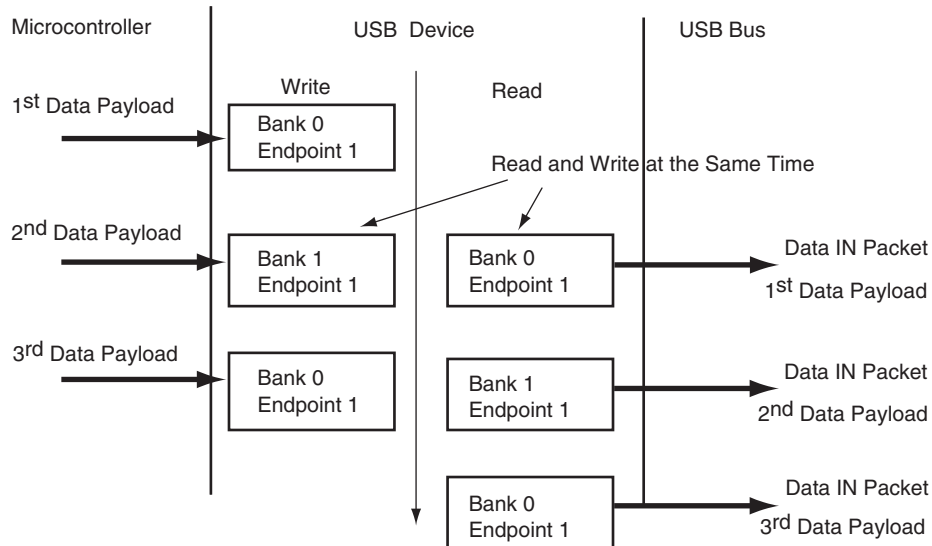 Microcontroller
USB Device
USB Bus
Write
Read
1st Data Payload
Bank 0
Endpoint 1
Read and Write at the Same Time
2nd Data Payload
Bank 1
Endpoint 1
Bank 0
Endpoint 1
Data IN Packet
1st Data Payload
3rd Data Payload
Bank 0
Endpoint 1
Bank 1
Endpoint 1
Data IN Packet
2nd Data Payload
Bank 0
Endpoint 1
Data IN Packet
3rd Data Payload